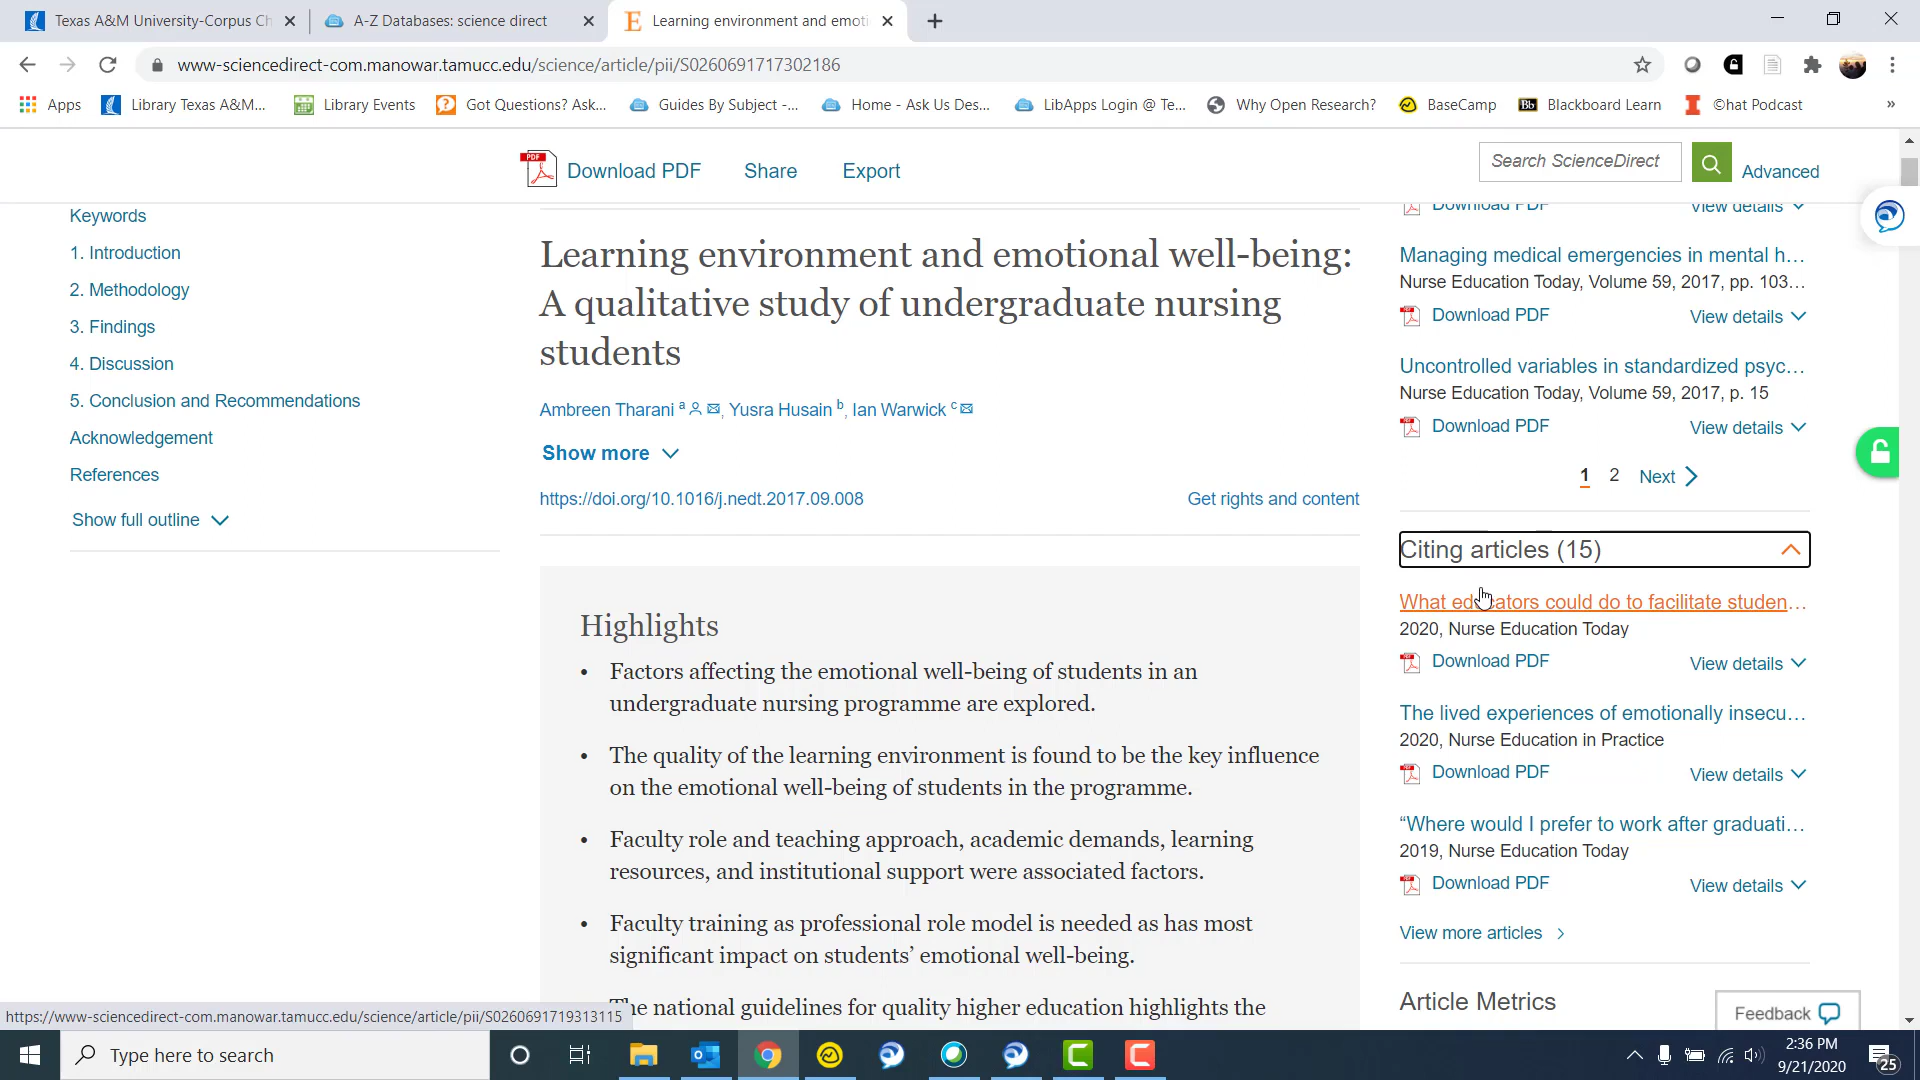 Texas A&M University-Corpus Ch
A-Z Databases: science direct
Learning environment and emoti
www-sciencedirect-com.manowar.tamucc.edu/science/article/pii/S0260691717302186
Apps
Library Texas A&M...
Library Events
Got Questions? Ask...
Guides By Subject -...
Home - Ask Us Des...
LibApps Login @ Te...
Why Open Research?
BaseCamp
Bb
Blackboard Learn
©hat Podcast
»
PDF
Download PDF
Share
Export
Search ScienceDirect
Advanced
Keywords
1. Introduction
2. Methodology
3. Findings
4. Discussion
5. Conclusion and Recommendations
Acknowledgement
References
Show full outline
Learning environment and emotional well-being:
A qualitative study of undergraduate nursing
students
Ambreen Tharani a, Yusra Husain b, Ian Warwick c
Show more
https://doi.org/10.1016/j.nedt.2017.09.008
Get rights and content
Highlights
• Factors affecting the emotional well-being of students in an
undergraduate nursing programme are explored.
• The quality of the learning environment is found to be the key influence
on the emotional well-being of students in the programme.
• Faculty role and teaching approach, academic demands, learning
resources, and institutional support were associated factors.
• Faculty training as professional role model is needed as has most
significant impact on students’ emotional well-being.
The national guidelines for quality higher education highlights the
Download PDF
View details
Managing medical emergencies in mental h...
Nurse Education Today, Volume 59, 2017, pp. 103...
Download PDF
View details
Uncontrolled variables in standardized psyc...
Nurse Education Today, Volume 59, 2017, p. 15
Download PDF
View details
1 2 Next
Citing articles (15)
What educators could do to facilitate studen...
2020, Nurse Education Today
Download PDF
View details
The lived experiences of emotionally insecu...
2020, Nurse Education in Practice
Download PDF
View details
“Where would I prefer to work after graduati...
2019, Nurse Education Today
Download PDF
View details
View more articles
Article Metrics
Feedback
https://www-sciencedirect-com.manowar.tamucc.edu/science/article/pii/S0260691719313115
Type here to search
2:36 PM
9/21/2020
25